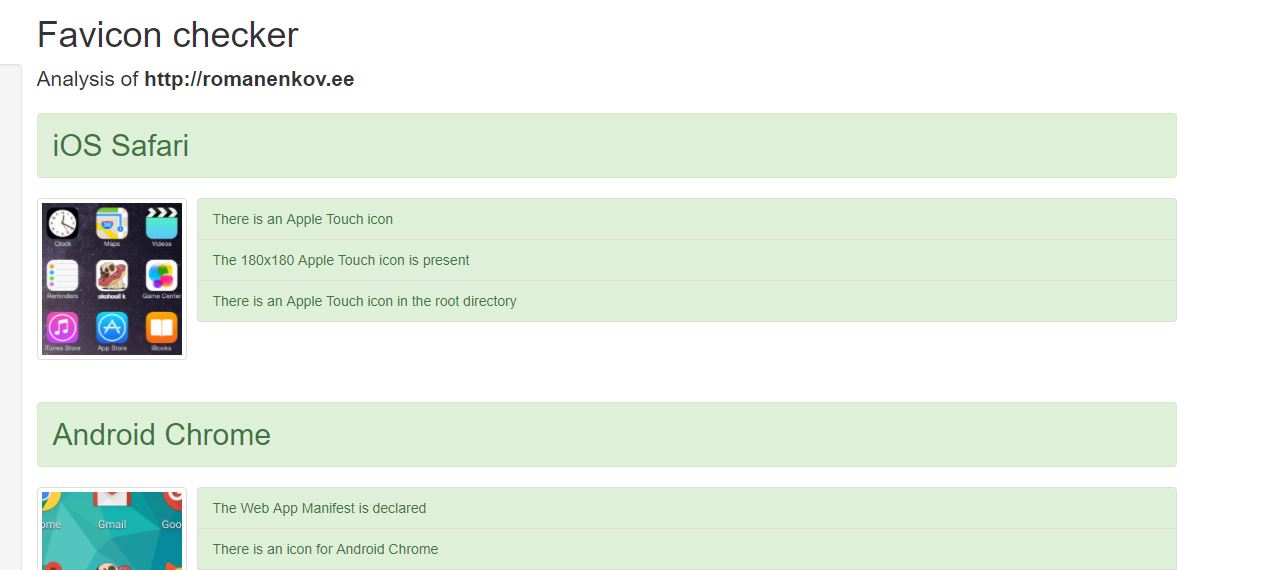 Favicon checker
Analysis of http://romanenkov.ee
iOS Safari
There is an Apple Touch icon
The 180x180 Apple Touch icon is present
There is an Apple Touch icon in the root directory
Clock Maps Videos
Reminders Game Center
iTunes Store App Store iBooks
Android Chrome
The Web App Manifest is declared
There is an icon for Android Chrome
ome Gmail Goo